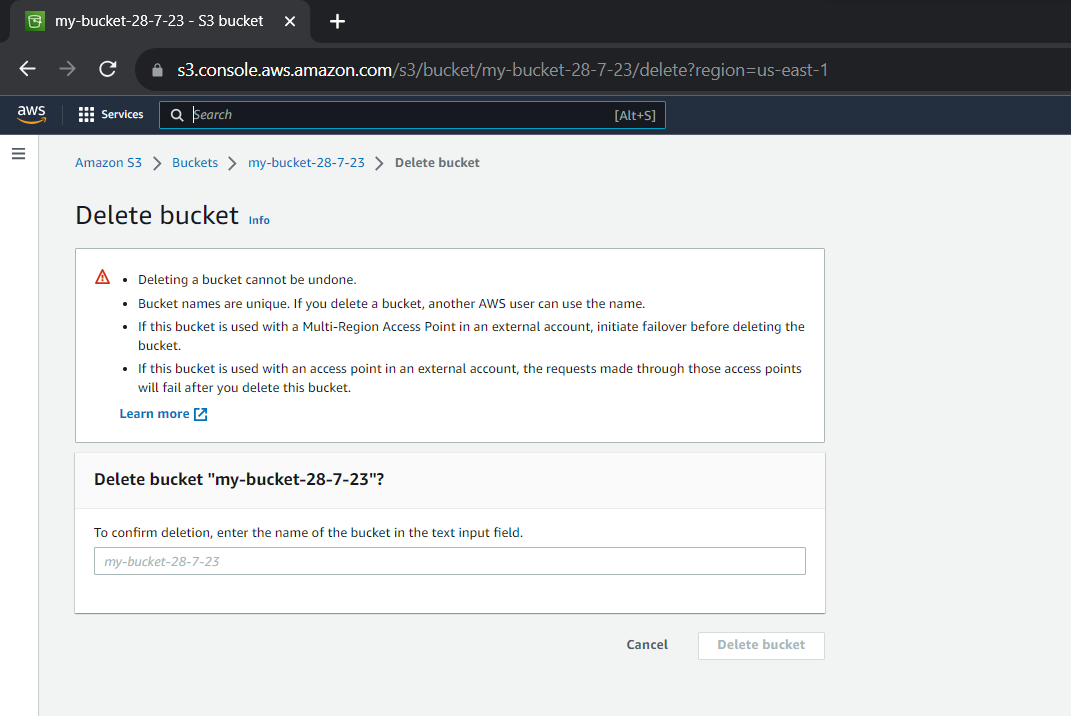 my-bucket-28-7-23 - S3 bucket
s3.console.aws.amazon.com/s3/bucket/my-bucket-28-7-23/delete?region=us-east-1
aws Services Search [Alt+S]
Amazon S3 > Buckets > my-bucket-28-7-23 > Delete bucket
Delete bucket Info
• Deleting a bucket cannot be undone.
• Bucket names are unique. If you delete a bucket, another AWS user can use the name.
• If this bucket is used with a Multi-Region Access Point in an external account, initiate failover before deleting the
bucket.
• If this bucket is used with an access point in an external account, the requests made through those access points
will fail after you delete this bucket.
Learn more
Delete bucket "my-bucket-28-7-23"?
To confirm deletion, enter the name of the bucket in the text input field.
my-bucket-28-7-23
Cancel Delete bucket